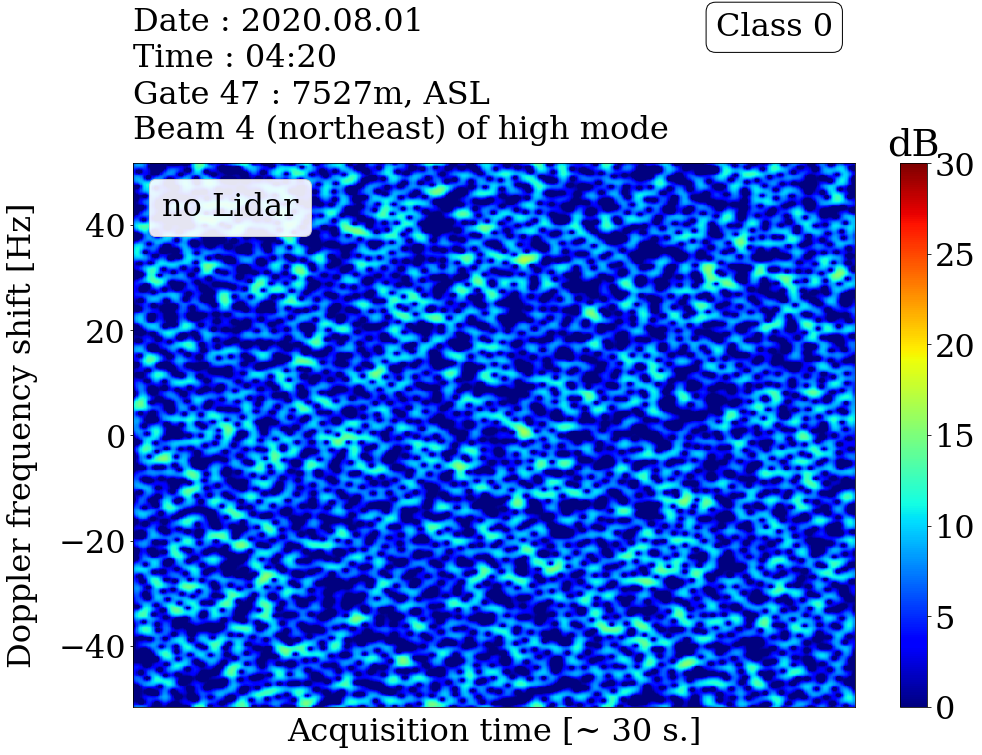 Date : 2020.08.01
Time : 04:20
Gate 47 : 7527m, ASL
Beam 4 (northeast) of high mode
Class 0
dB
no Lidar
Doppler frequency shift [Hz]
40
20
0
−20
−40
30
25
20
15
10
5
0
Acquisition time [~ 30 s.]